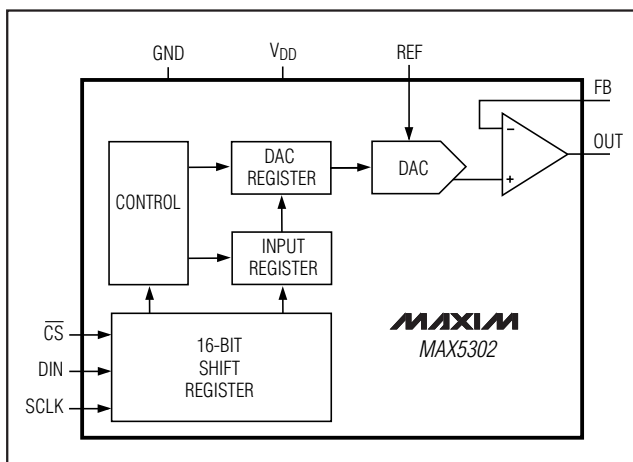 GND
VDD
REF
FB
OUT
DAC
REGISTER
DAC
CONTROL
INPUT
REGISTER
CS
DIN
SCLK
16-BIT
SHIFT
REGISTER
MAXIM
MAX5302
−
+